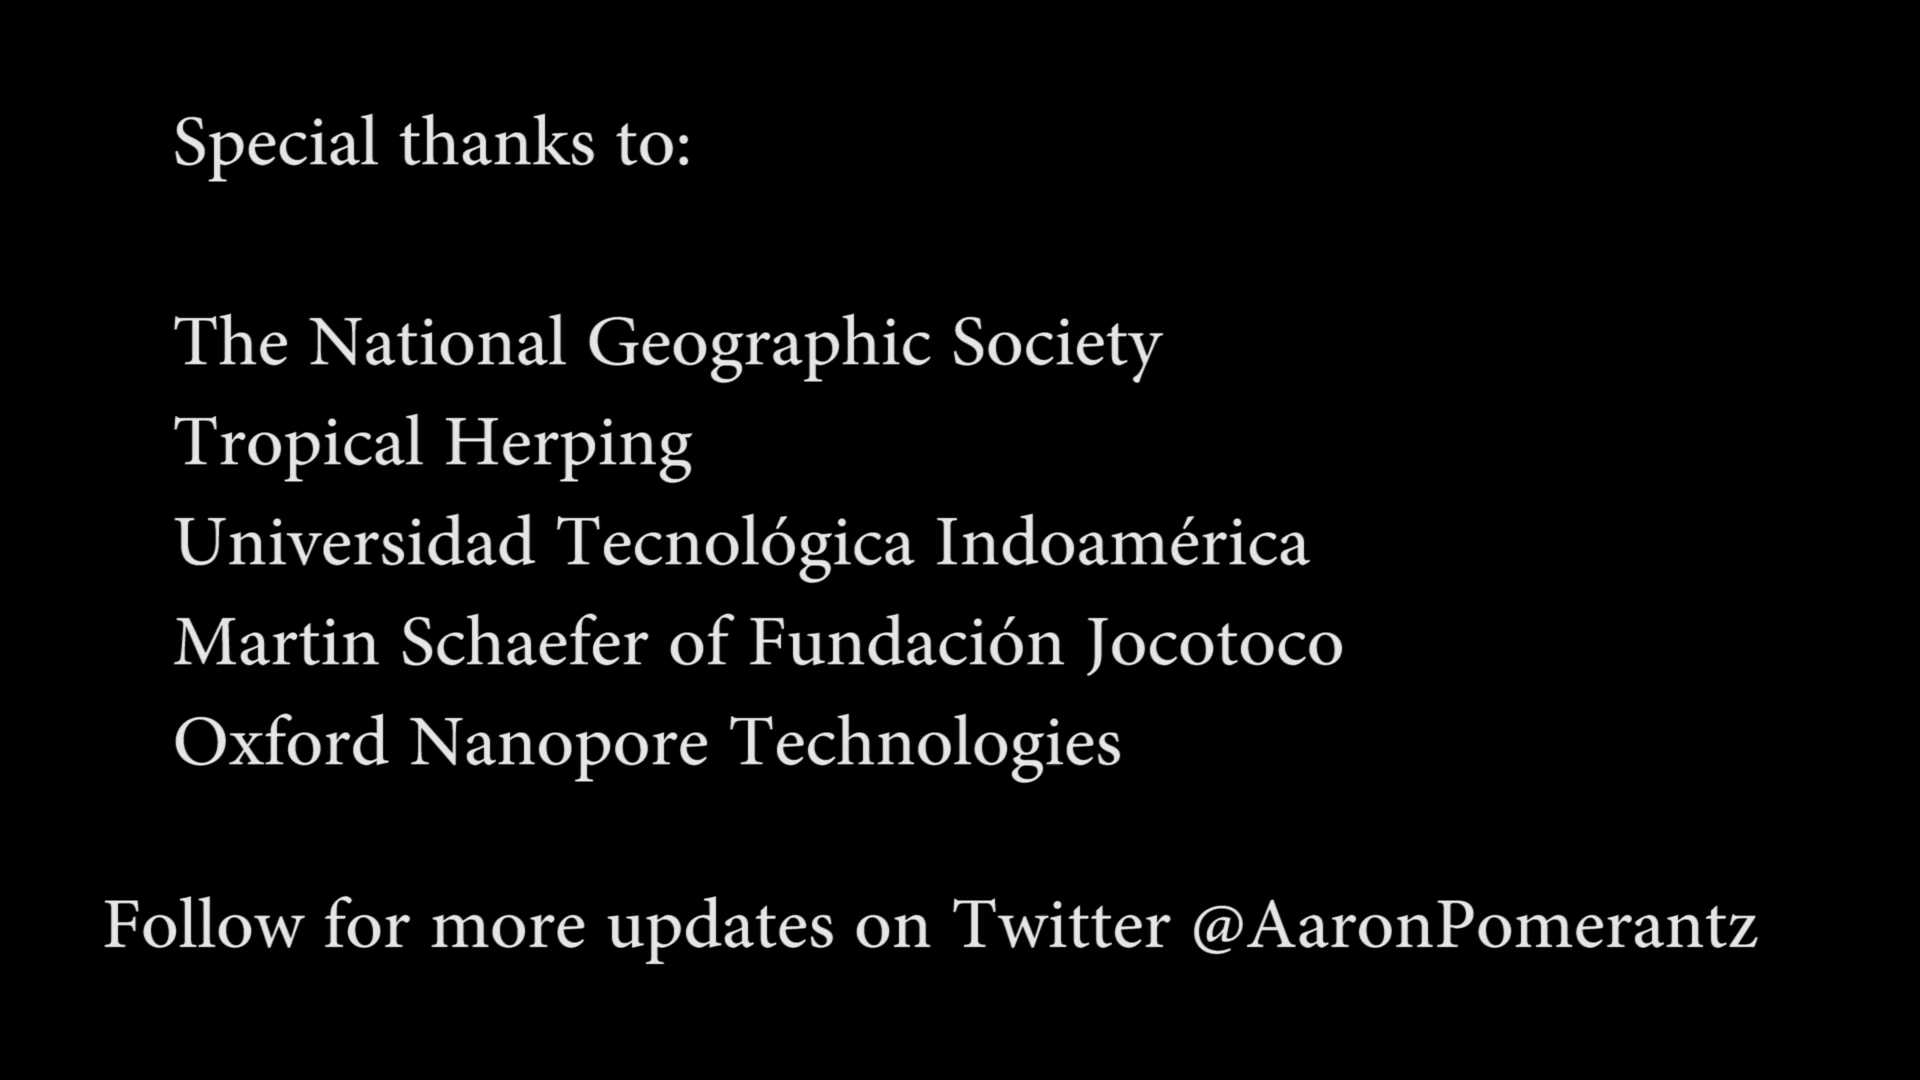 Special thanks to:
The National Geographic Society
Tropical Herping
Universidad Tecnológica Indoamérica
Martin Schaefer of Fundación Jocotoco
Oxford Nanopore Technologies
Follow for more updates on Twitter @AaronPomerantz